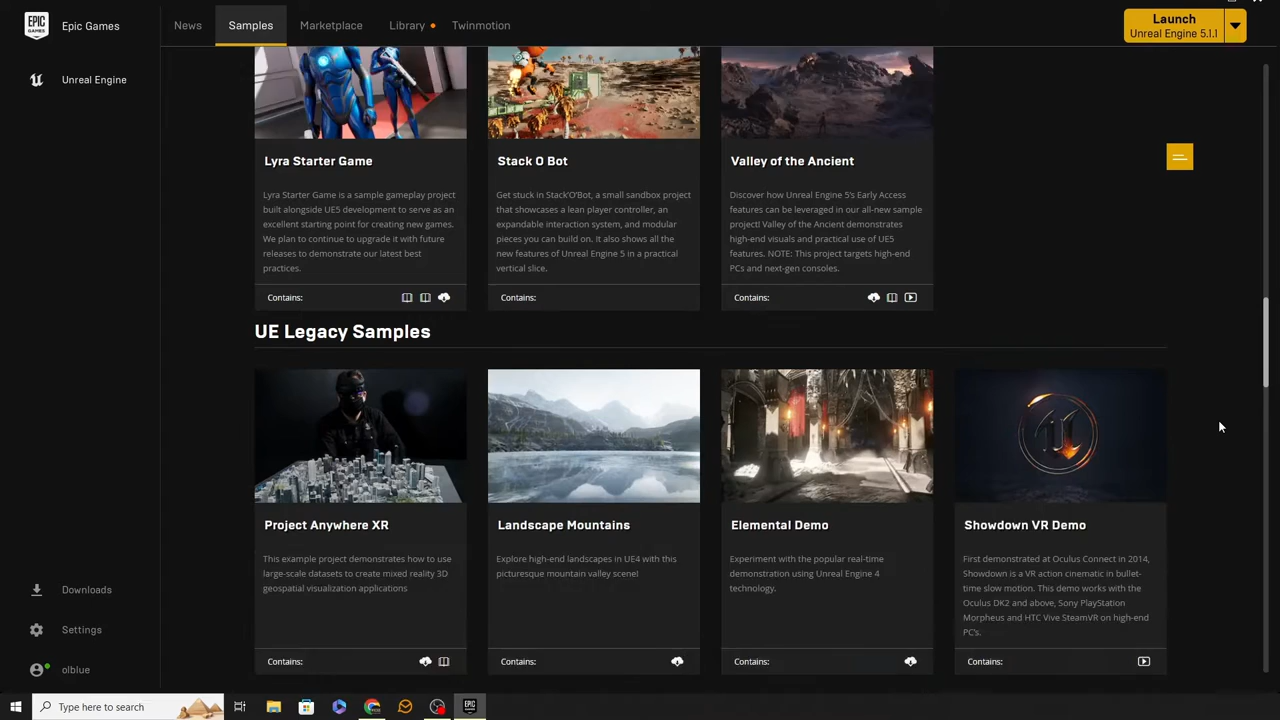 EPIC GAMES
Epic Games
News
Samples
Marketplace
Library
Twinmotion
Launch
Unreal Engine 5.1.1
Unreal Engine
Lyra Starter Game
Lyra Starter Game is a sample gameplay project
built alongside UE5 development to serve as an
excellent starting point for creating new games.
We plan to continue to upgrade it with future
releases to demonstrate our latest best
practices.
Contains:
Stack O Bot
Get stuck in Stack'O'Bot, a small sandbox project
that showcases a lean player controller, an
expandable interaction system, and modular
pieces you can build on. It also shows all the
new features of Unreal Engine 5 in a practical
vertical slice.
Contains:
Valley of the Ancient
Discover how Unreal Engine 5's Early Access
features can be leveraged in our all-new sample
project! Valley of the Ancient demonstrates
high-end visuals and practical use of UE5
features. NOTE: This project targets high-end
PCs and next-gen consoles.
Contains:
UE Legacy Samples
Project Anywhere XR
This example project demonstrates how to use
large-scale datasets to create mixed reality 3D
geospatial visualization applications
Contains:
Landscape Mountains
Explore high-end landscapes in UE4 with this
picturesque mountain valley scene!
Contains:
Elemental Demo
Experiment with the popular real-time
demonstration using Unreal Engine 4
technology.
Contains:
Showdown VR Demo
First demonstrated at Oculus Connect in 2014,
Showdown is a VR action cinematic in bullet-
time slow motion. This demo works with the
Oculus DK2 and above, Sony PlayStation
Morpheus and HTC Vive SteamVR on high-end
PC's.
Contains:
Downloads
Settings
olblue
Type here to search